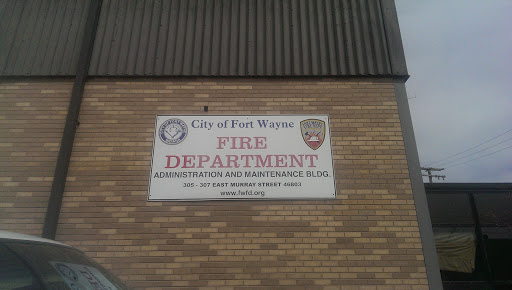 City of Fort Wayne
FIRE
DEPARTMENT
ADMINISTRATION AND MAINTENANCE BLDG.
305 - 307 EAST MURRAY STREET 46803
www.fwfd.org